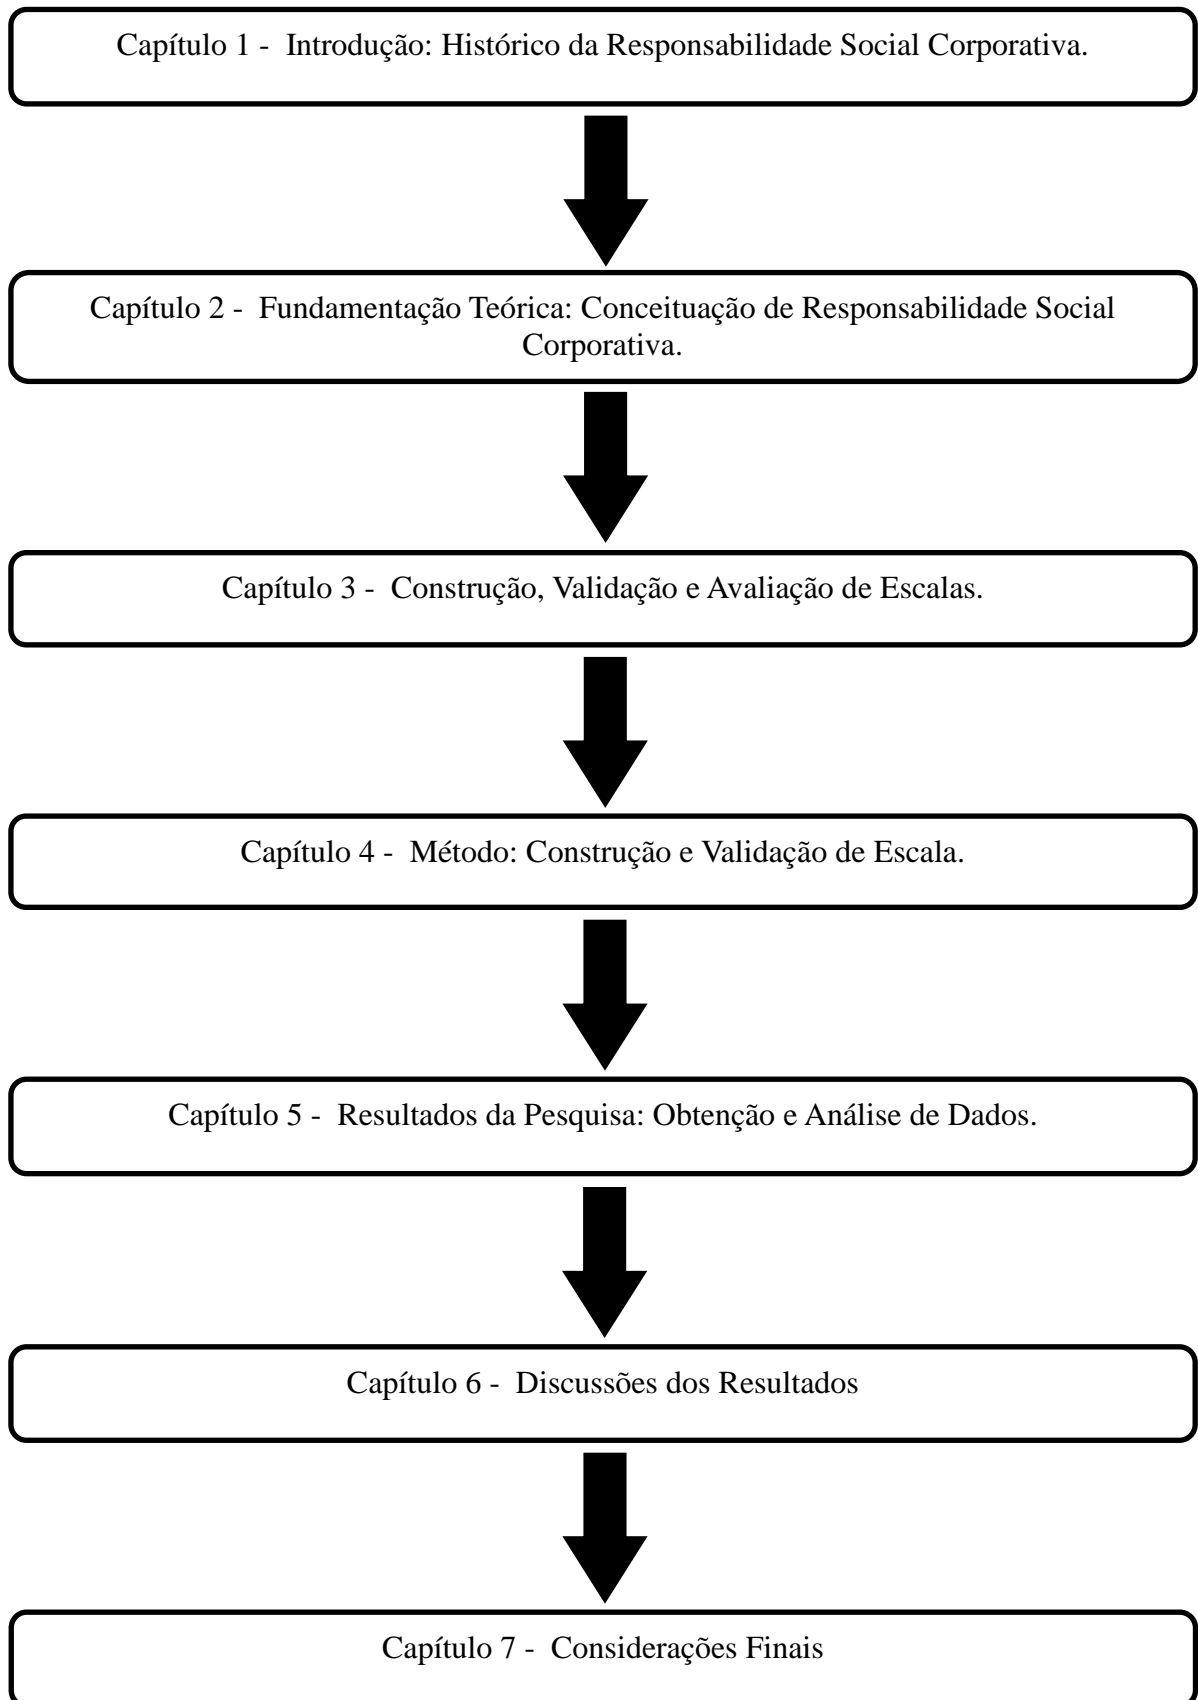 Capítulo 1 - Introdução: Histórico da Responsabilidade Social Corporativa.
Capítulo 2 - Fundamentação Teórica: Conceituação de Responsabilidade Social
Corporativa.
Capítulo 3 - Construção, Validação e Avaliação de Escalas.
Capítulo 4 - Método: Construção e Validação de Escala.
Capítulo 5 - Resultados da Pesquisa: Obtenção e Análise de Dados.
Capítulo 6 - Discussões dos Resultados
Capítulo 7 - Considerações Finais